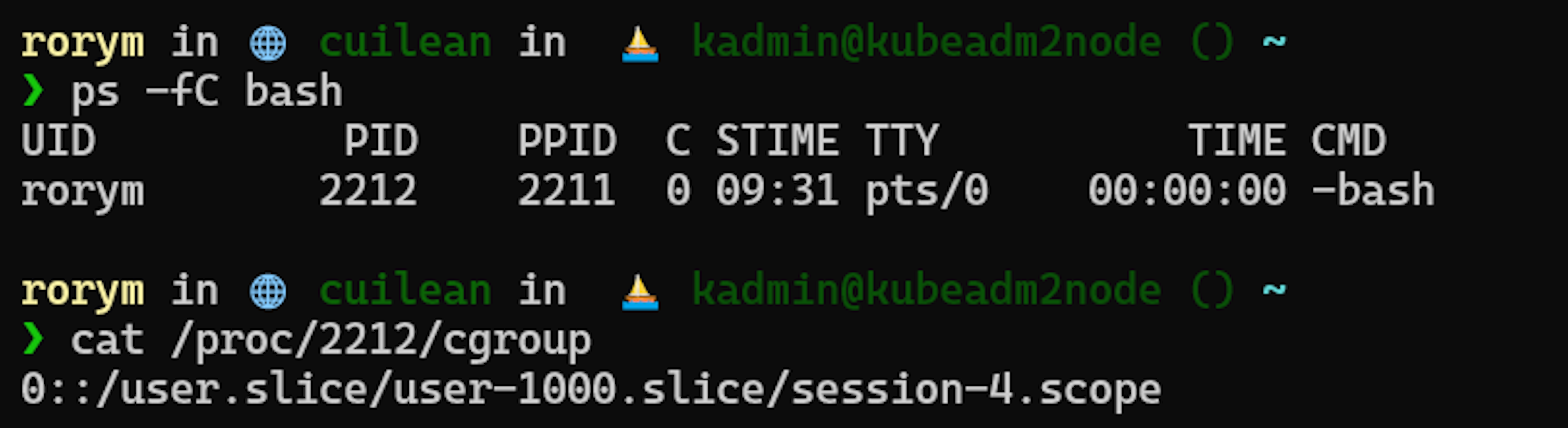 rorym in 🌐 cuilean in ⛵ kadmin@kubeadm2node () ~
❯ ps -fC bash
UID PID PPID C STIME TTY TIME CMD
rorym 2212 2211 0 09:31 pts/0 00:00:00 -bash
rorym in 🌐 cuilean in ⛵ kadmin@kubeadm2node () ~
❯ cat /proc/2212/cgroup
0::/user.slice/user-1000.slice/session-4.scope